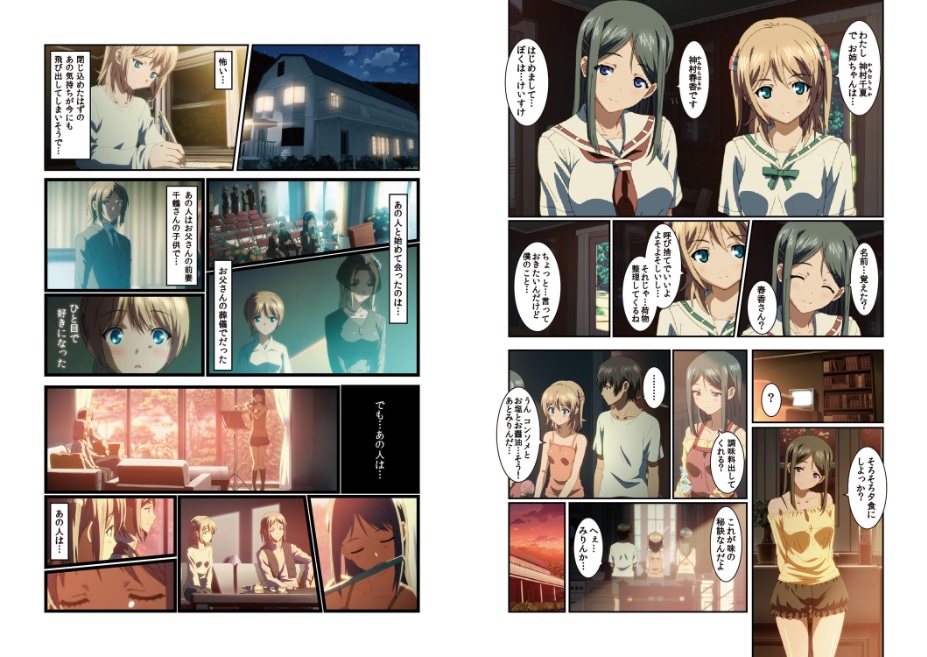 わたし 神村千夏
で お姉ちゃんは…
神村春香です
はじめまして…
ぼくは…けいすけ
名前…覚えた？
春香さん？
呼び捨てでいいよ
よそよそしいし…
それじゃ…荷物
整理してくるね
ちょっと…言って
おきたいんだけど
僕のこと…
？
そろそろ夕食に
しよっか？
調味料出して
くれる？
………
うん コンソメと
お塩とお醤油…そう！
あとみりんだ…
これが味の
秘訣なんだよ
へぇ…
みりんか…
怖い…
閉じ込めたはずの
あの気持ちが今にも
飛び出してしまいそうで…
あの人と始めて会ったのは…
お父さんの葬儀でだった
あの人はお父さんの前妻
千鶴さんの子供で…
ひと目で
好きになった
でも…あの人は…
あの人は…